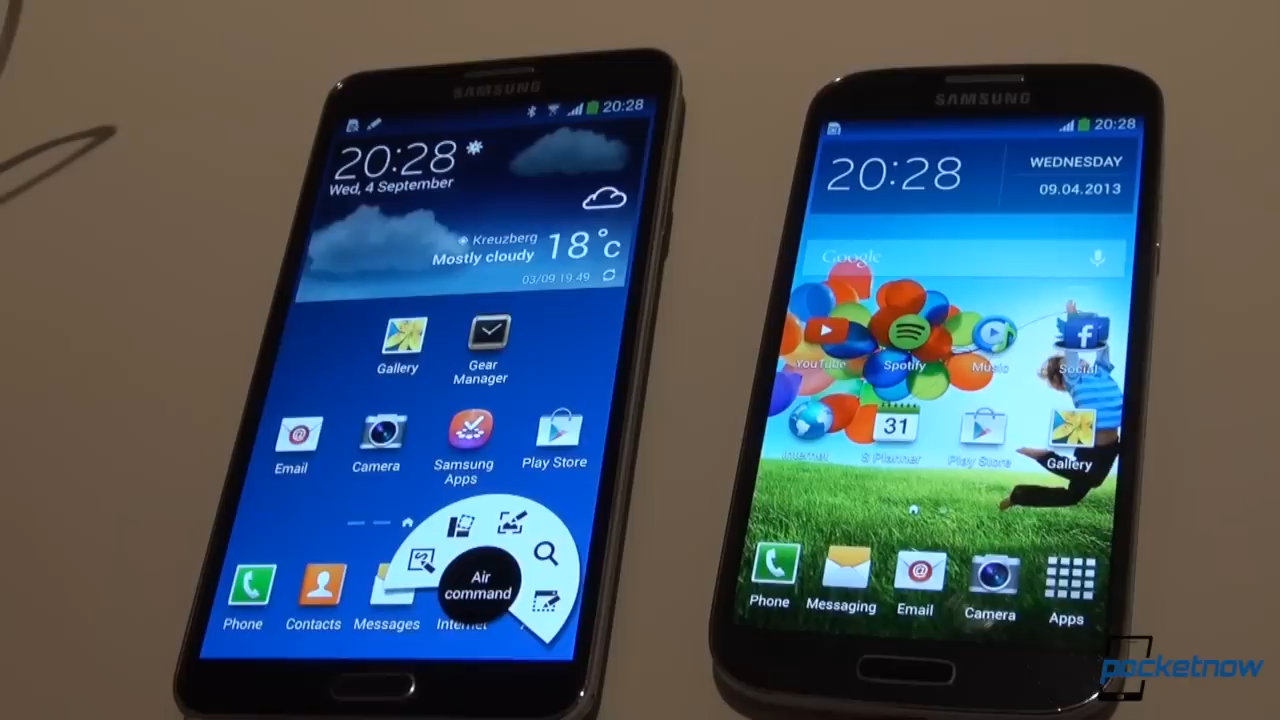 SAMSUNG
20:28
20:28
Wed, 4 September
Kreuzberg
Mostly cloudy
18°c
03/09 19:49
Gallery
Gear
Manager
Email
Camera
Samsung
Apps
Play Store
Air
command
Phone
Contacts
Messages
Internet
SAMSUNG
20:28
20:28
WEDNESDAY
09.04.2013
Google
YouTube
Spotify
Music
Social
31
Internet
S Planner
Play Store
Gallery
Phone
Messaging
Email
Camera
Apps
pocketnow